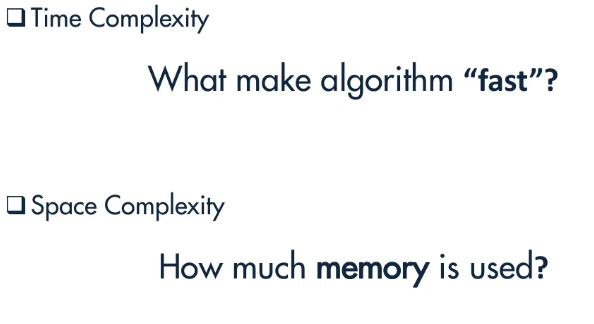 ❑ Time Complexity
What make algorithm “fast”?
❑ Space Complexity
How much memory is used?